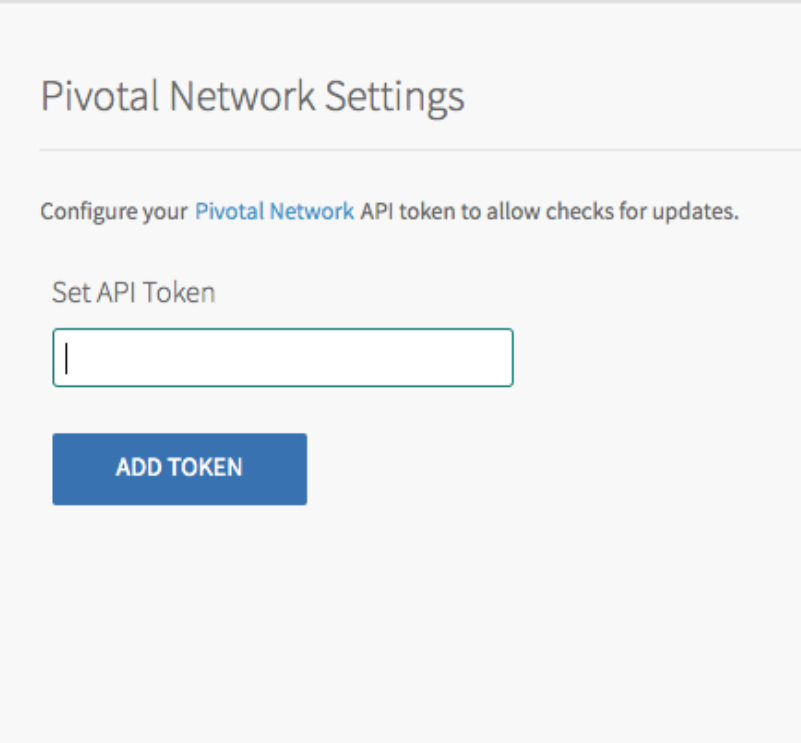 Pivotal Network Settings
Configure your Pivotal Network API token to allow checks for updates.
Set API Token
ADD TOKEN